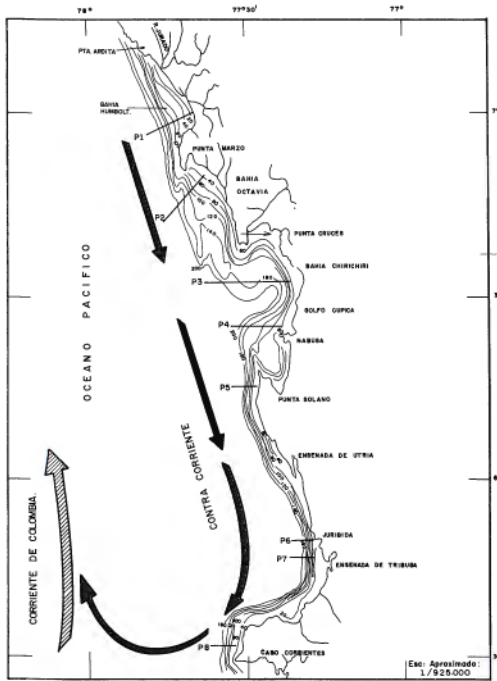 78°
77°30'
77°
R. JURADO
PTA. ARDITA
BAHIA
HUMBOLT.
P1
PUNTA MARZO
BAHIA
OCTAVIA
P2
PUNTA CRUCES
BAHIA CHIRICHIRI
P3
GOLFO CUPICA
P4
NABUGA
P5
PUNTA SOLANO
OCEANO PACIFICO
CONTRA CORRIENTE
ENSENADA DE UTRIA
CORRIENTE DE COLOMBIA.
P6
JURIBIDA
P7
ENSENADA DE TRIBUGA
P8
CABO CORRIENTES
Esc: Aproximado:
1/925.000